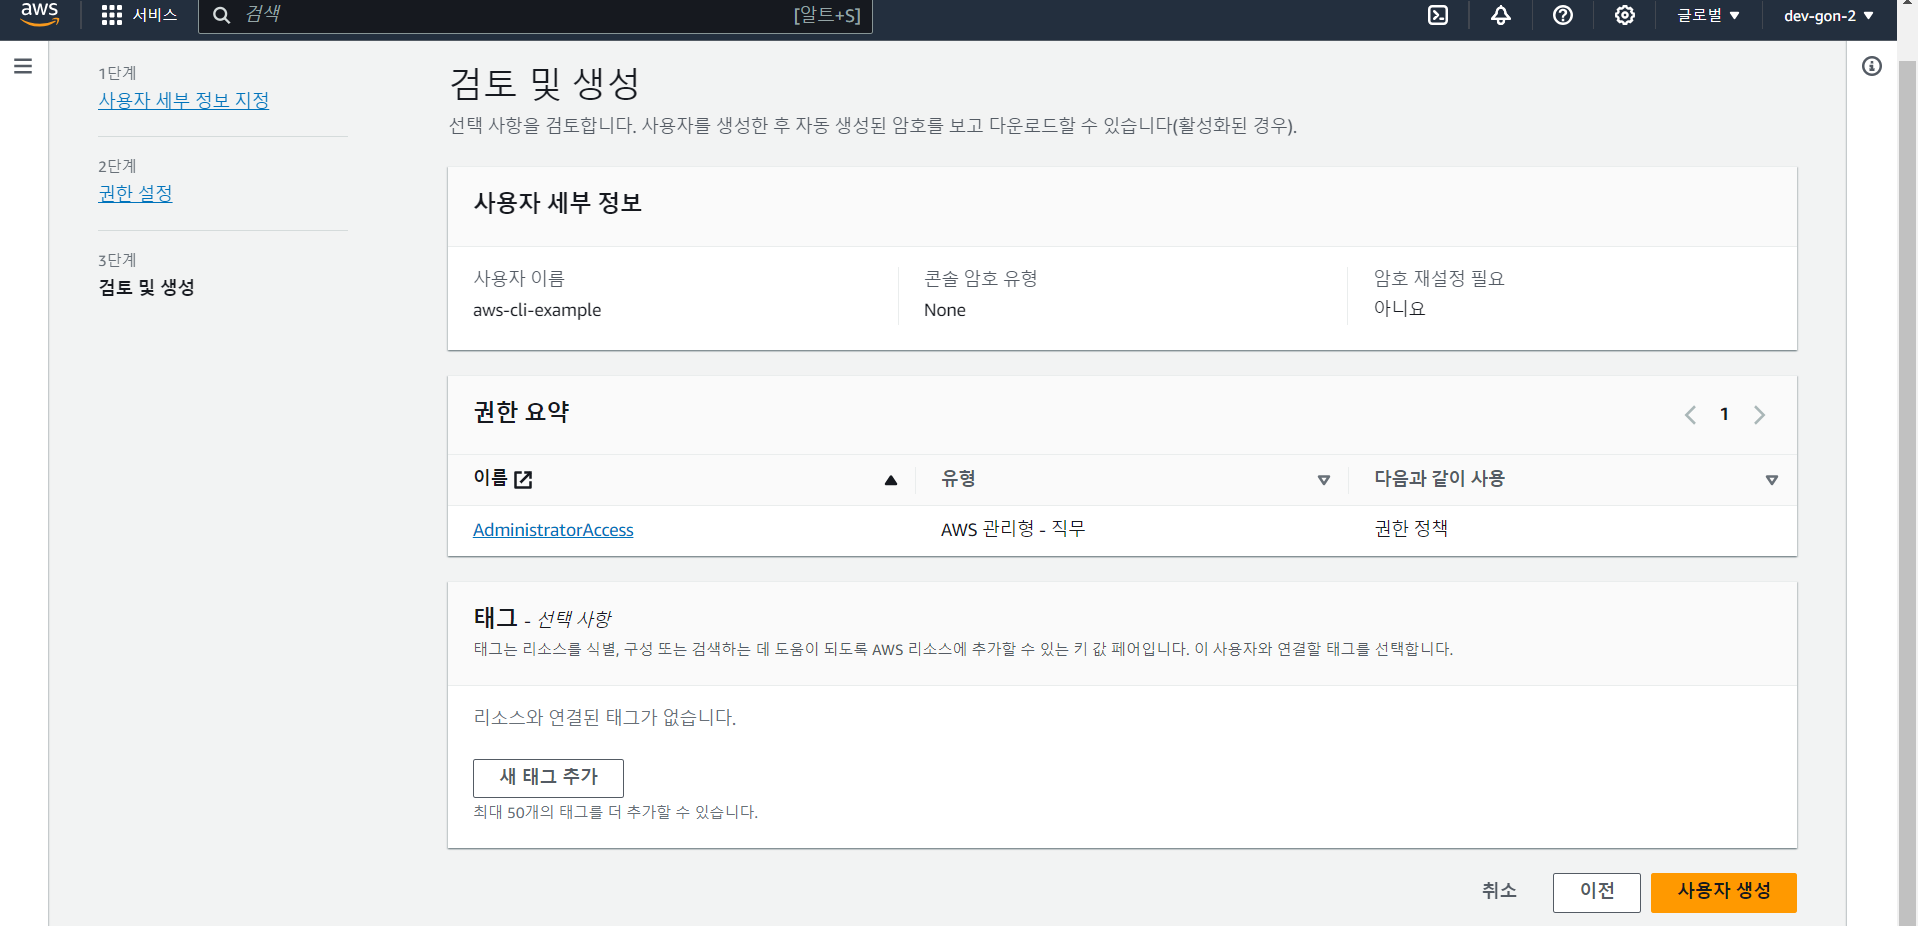 aws
서비스
검색
[알트+S]
글로벌
dev-gon-2
1단계
사용자 세부 정보 지정
2단계
권한 설정
3단계
검토 및 생성
검토 및 생성
선택 사항을 검토합니다. 사용자를 생성한 후 자동 생성된 암호를 보고 다운로드할 수 있습니다(활성화된 경우).
사용자 세부 정보
사용자 이름
aws-cli-example
콘솔 암호 유형
None
암호 재설정 필요
아니요
권한 요약
1
이름
유형
다음과 같이 사용
AdministratorAccess
AWS 관리형 - 직무
권한 정책
태그 - 선택 사항
태그는 리소스를 식별, 구성 또는 검색하는 데 도움이 되도록 AWS 리소스에 추가할 수 있는 키 값 페어입니다. 이 사용자와 연결할 태그를 선택합니다.
리소스와 연결된 태그가 없습니다.
새 태그 추가
최대 50개의 태그를 더 추가할 수 있습니다.
취소
이전
사용자 생성